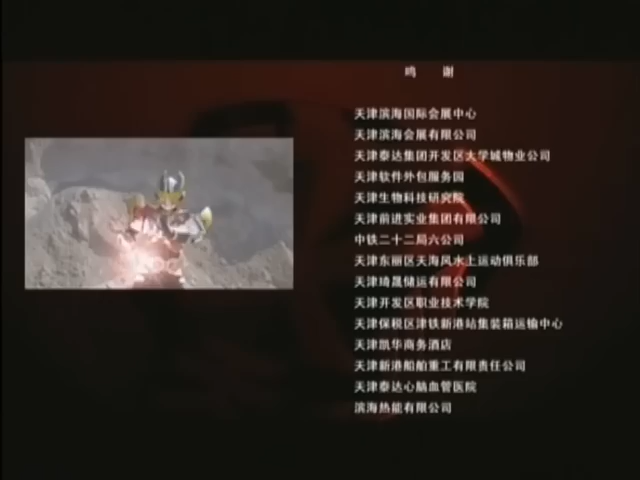 鸣 谢
天津滨海国际会展中心
天津滨海会展有限公司
天津泰达集团开发区大学城物业公司
天津软件外包服务园
天津生物科技研究院
天津前进实业集团有限公司
中铁二十二局六公司
天津东丽区天海风水上运动俱乐部
天津琦晟储运有限公司
天津开发区职业技术学院
天津保税区津铁新港站集装箱运输中心
天津凯华商务酒店
天津新港船舶重工有限责任公司
天津泰达心脑血管医院
滨海热能有限公司